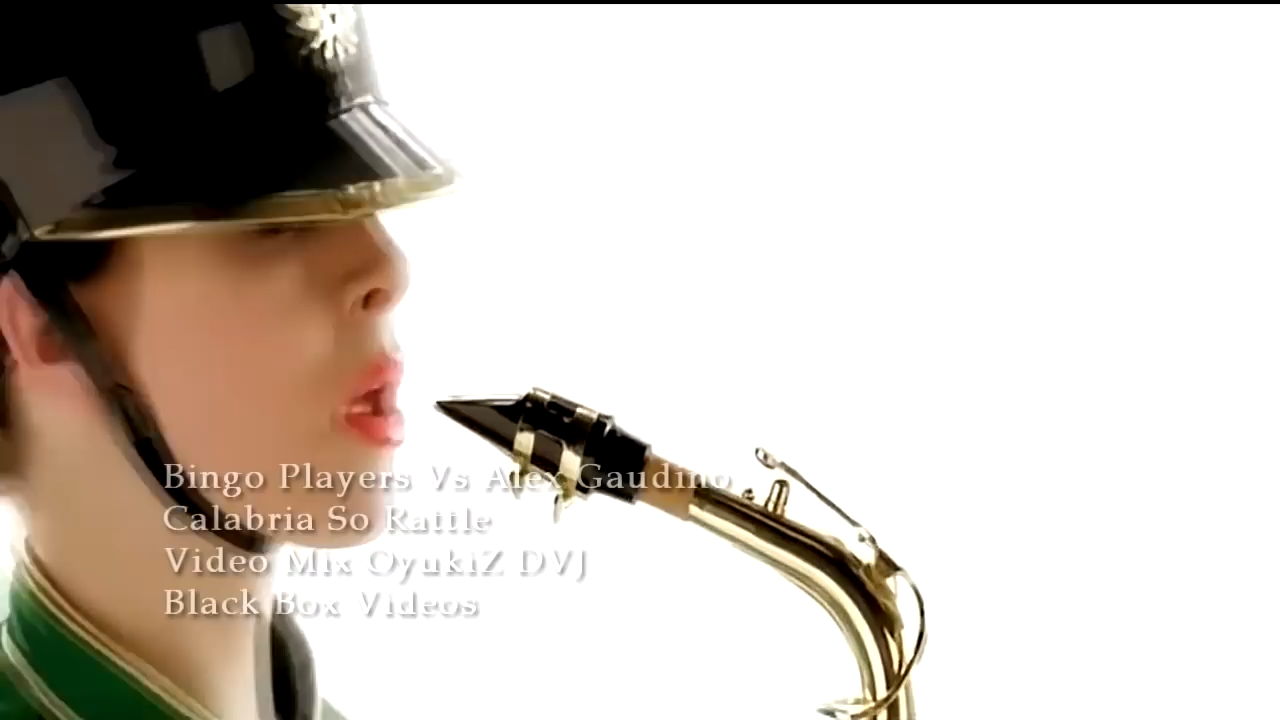 Bingo Players Vs Alex Gaudino
Calabria So Rattle
Video Mix OyukiZ DVJ
Black Box Videos